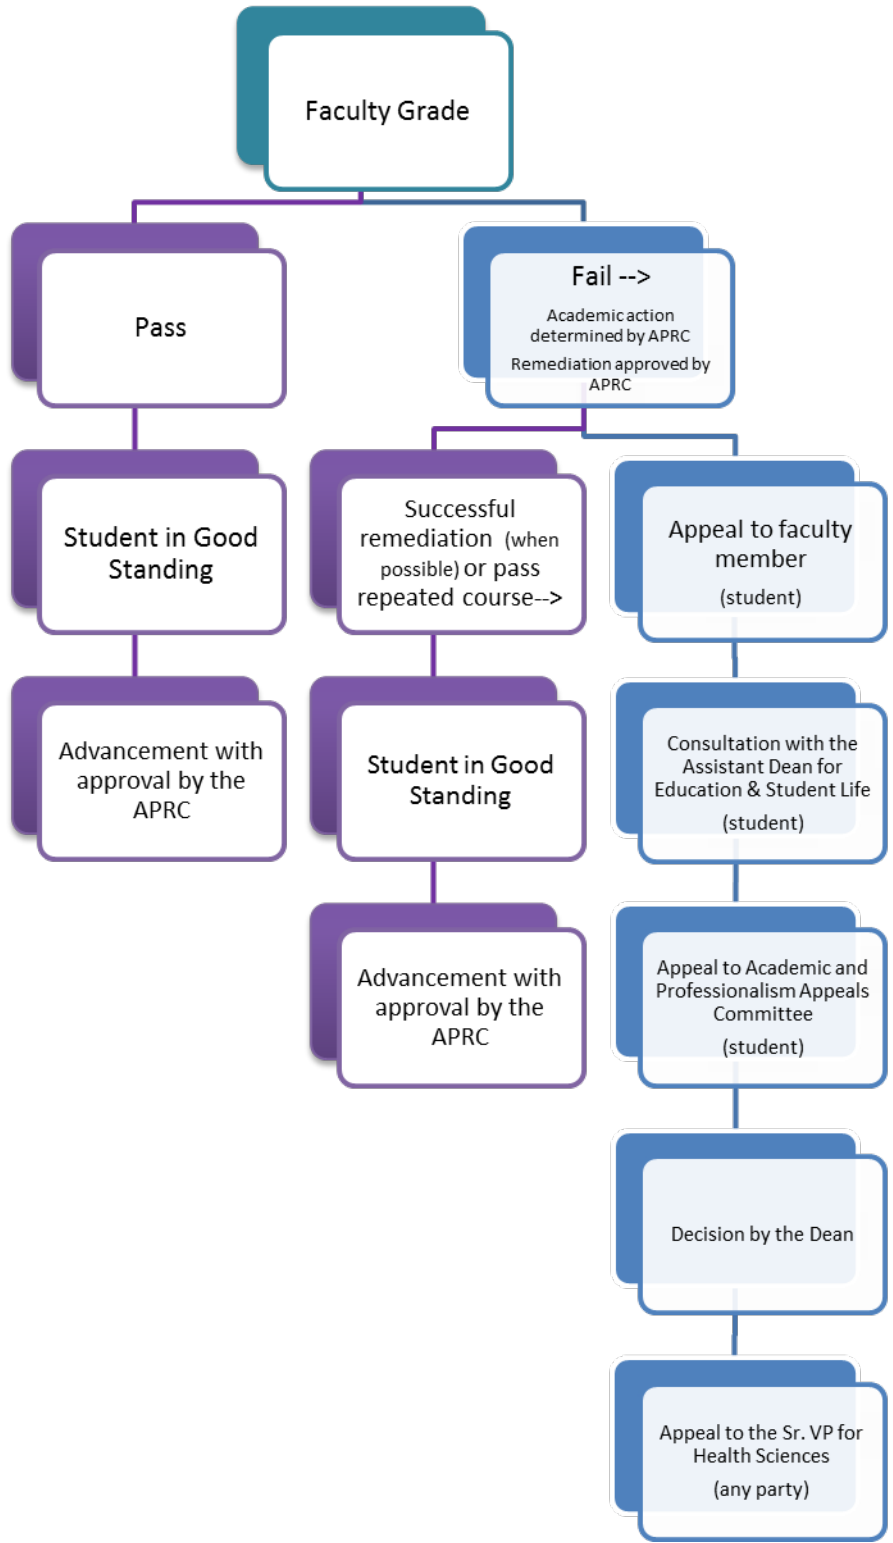 Faculty Grade
Pass
Fail -->
Academic action
determined by APRC
Remediation approved by
APRC
Student in Good
Standing
Successful
remediation (when
possible) or pass
repeated course-->
Appeal to faculty
member
(student)
Advancement with
approval by the
APRC
Student in Good
Standing
Consultation with the
Assistant Dean for
Education & Student Life
(student)
Advancement with
approval by the
APRC
Appeal to Academic and
Professionalism Appeals
Committee
(student)
Decision by the Dean
Appeal to the Sr. VP for
Health Sciences
(any party)